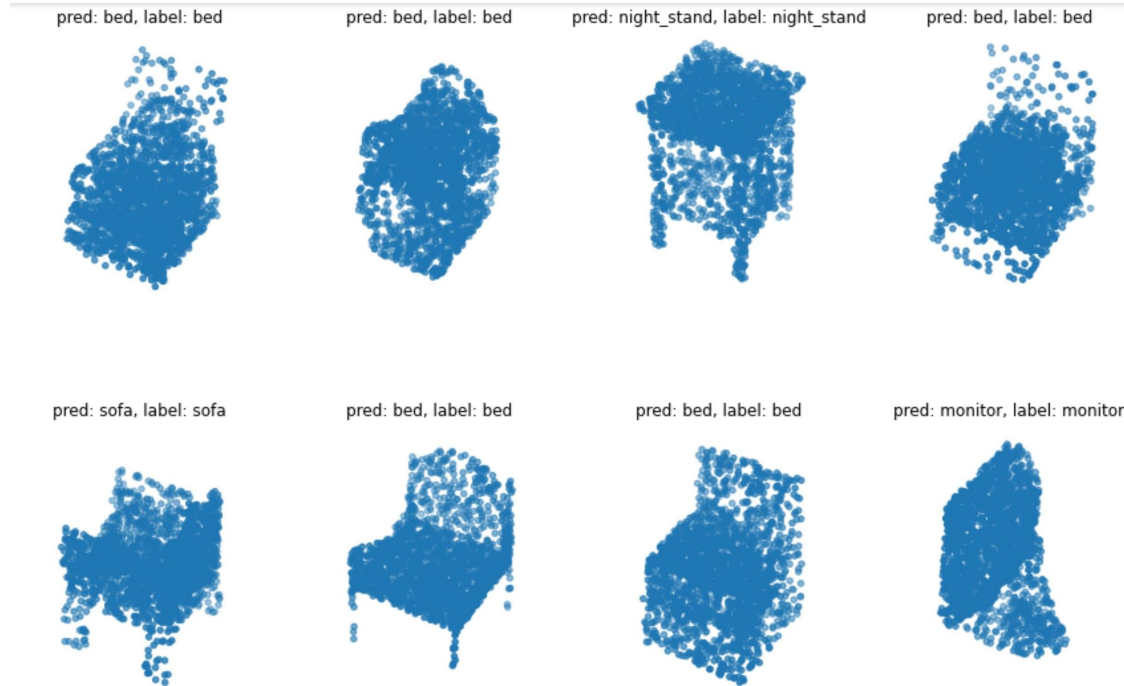 pred: bed, label: bed
pred: bed, label: bed
pred: night_stand, label: night_stand
pred: bed, label: bed
pred: sofa, label: sofa
pred: bed, label: bed
pred: bed, label: bed
pred: monitor, label: monitor